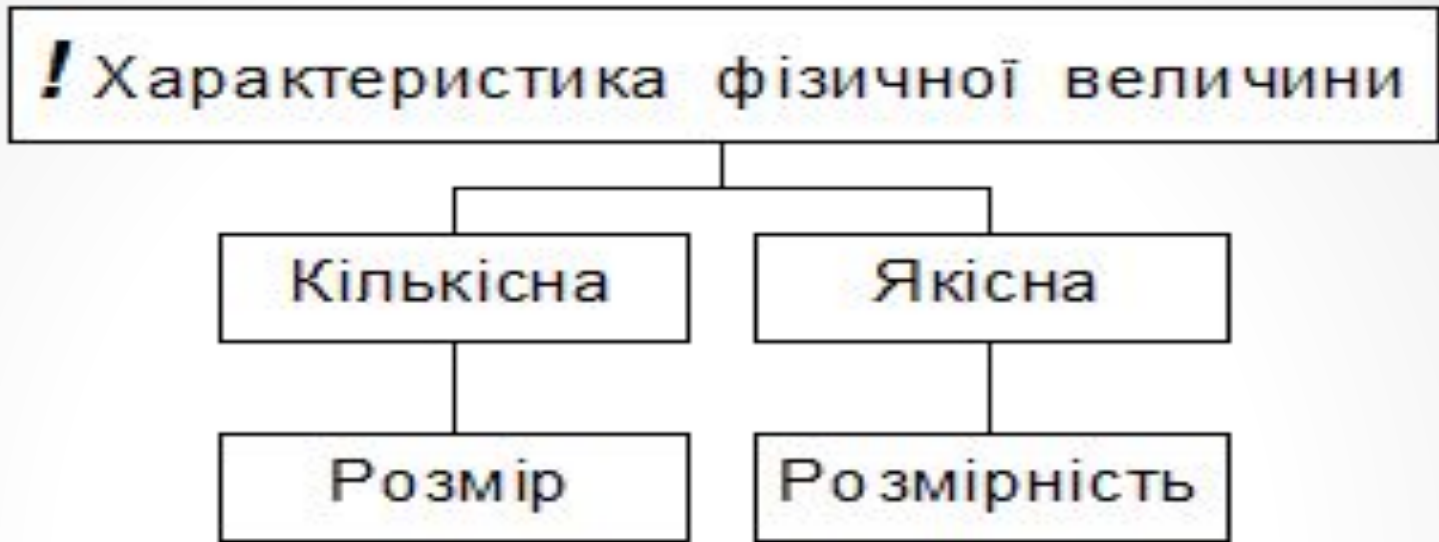 ! Характеристика фізичної величини
Кількісна
Якісна
Розмір
Розмірність